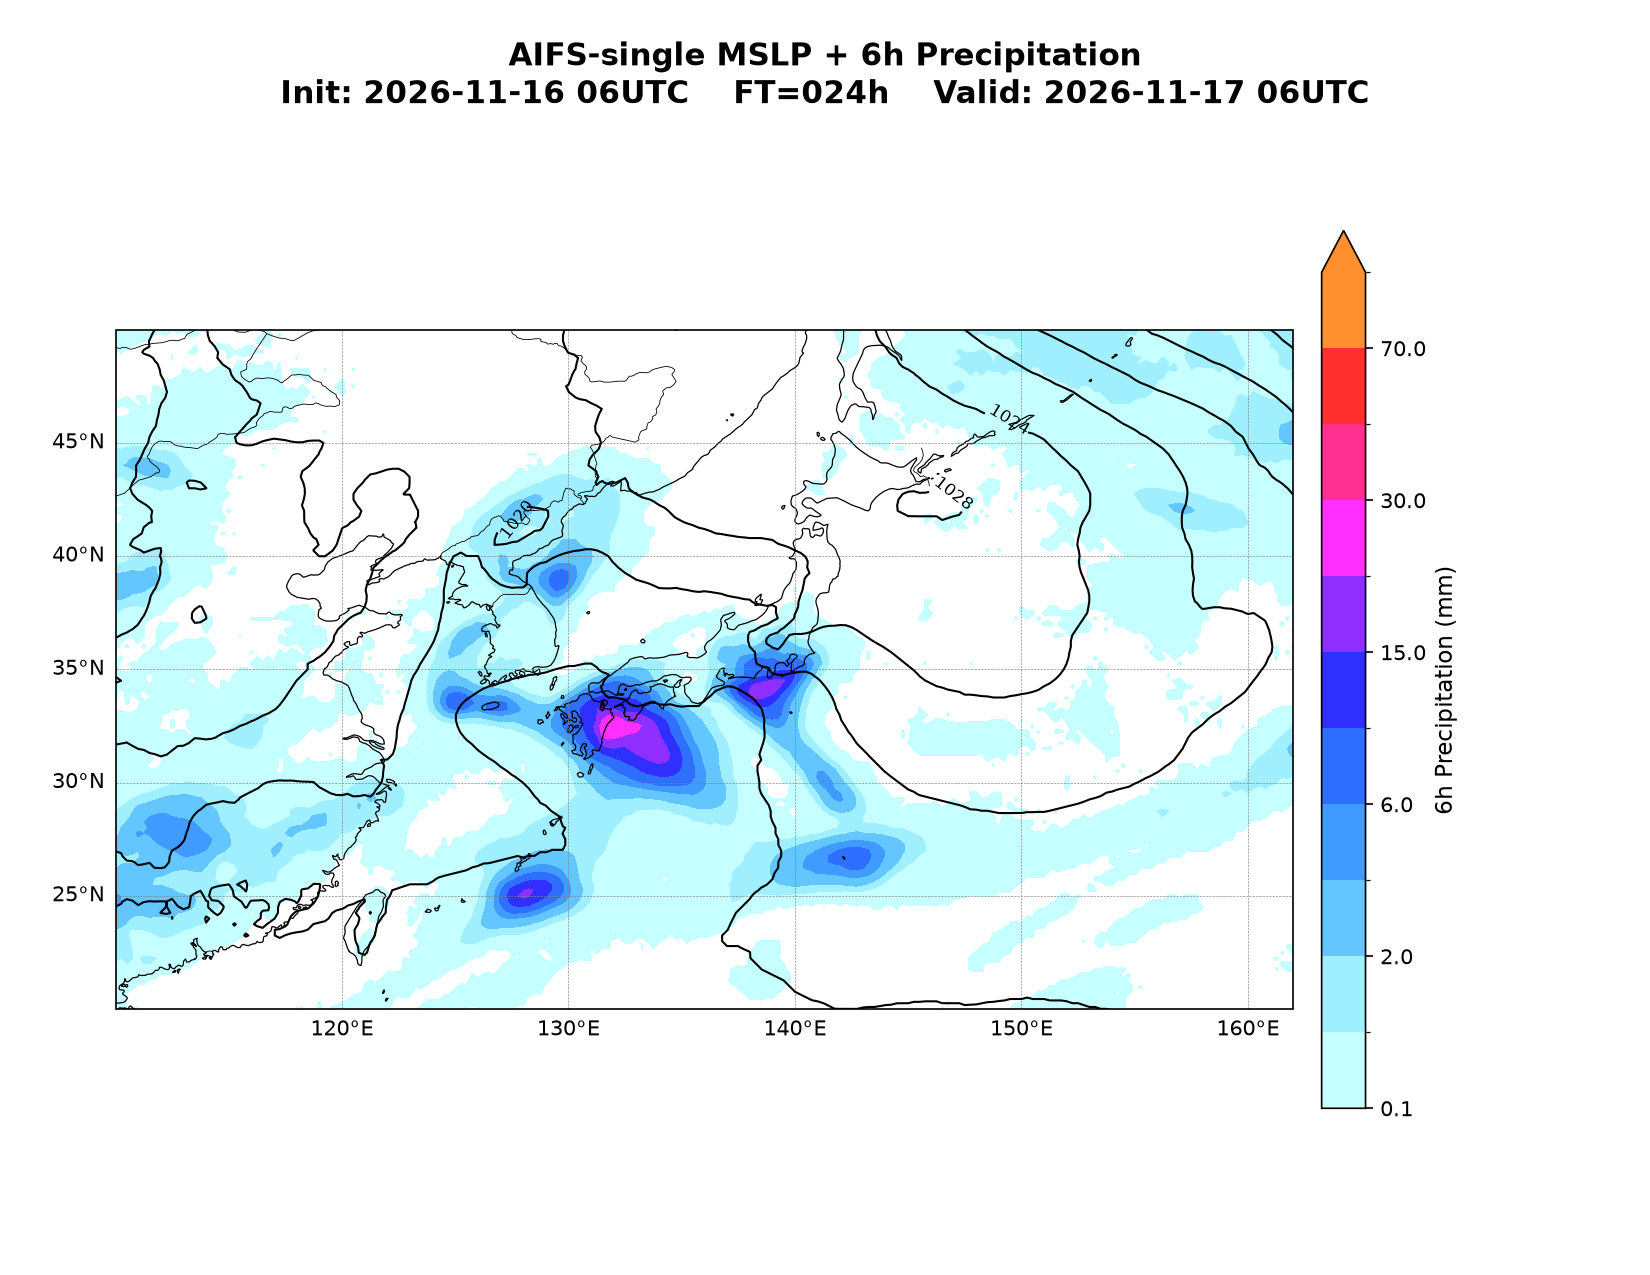 AIFS-single MSLP + 6h Precipitation
Init: 2026-11-16 06UTC    FT=024h    Valid: 2026-11-17 06UTC
70.0
30.0
15.0
6.0
2.0
0.1
6h Precipitation (mm)
45°N
40°N
35°N
30°N
25°N
1024
1028
1020
120°E
130°E
140°E
150°E
160°E